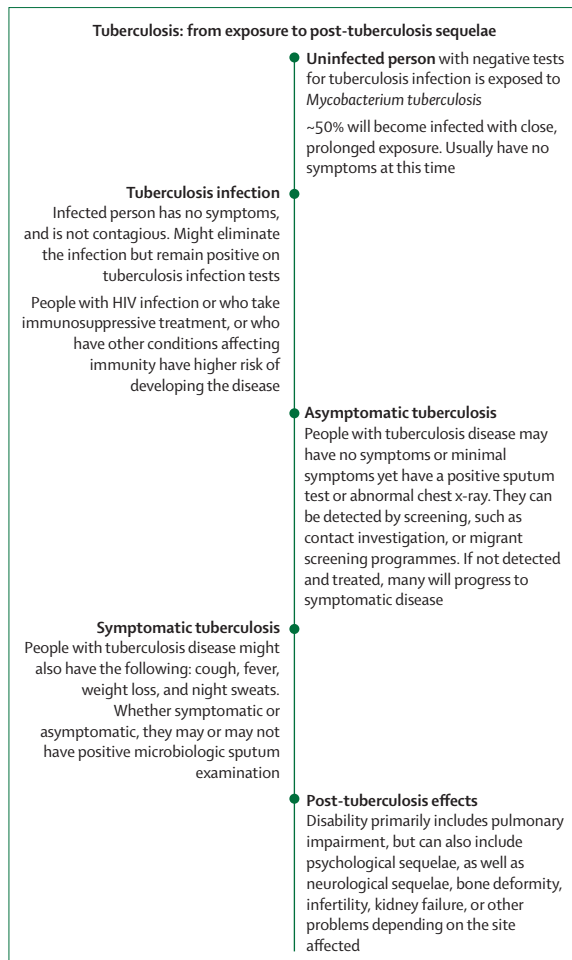 Tuberculosis: from exposure to post-tuberculosis sequelae
Uninfected person with negative tests
for tuberculosis infection is exposed to
Mycobacterium tuberculosis
~50% will become infected with close,
prolonged exposure. Usually have no
symptoms at this time
Tuberculosis infection
Infected person has no symptoms,
and is not contagious. Might eliminate
the infection but remain positive on
tuberculosis infection tests
People with HIV infection or who take
immunosuppressive treatment, or who
have other conditions affecting
immunity have higher risk of
developing the disease
Asymptomatic tuberculosis
People with tuberculosis disease may
have no symptoms or minimal
symptoms yet have a positive sputum
test or abnormal chest x-ray. They can
be detected by screening, such as
contact investigation, or migrant
screening programmes. If not detected
and treated, many will progress to
symptomatic disease
Symptomatic tuberculosis
People with tuberculosis disease might
also have the following: cough, fever,
weight loss, and night sweats.
Whether symptomatic or
asymptomatic, they may or may not
have positive microbiologic sputum
examination
Post-tuberculosis effects
Disability primarily includes pulmonary
impairment, but can also include
psychological sequelae, as well as
neurological sequelae, bone deformity,
infertility, kidney failure, or other
problems depending on the site
affected